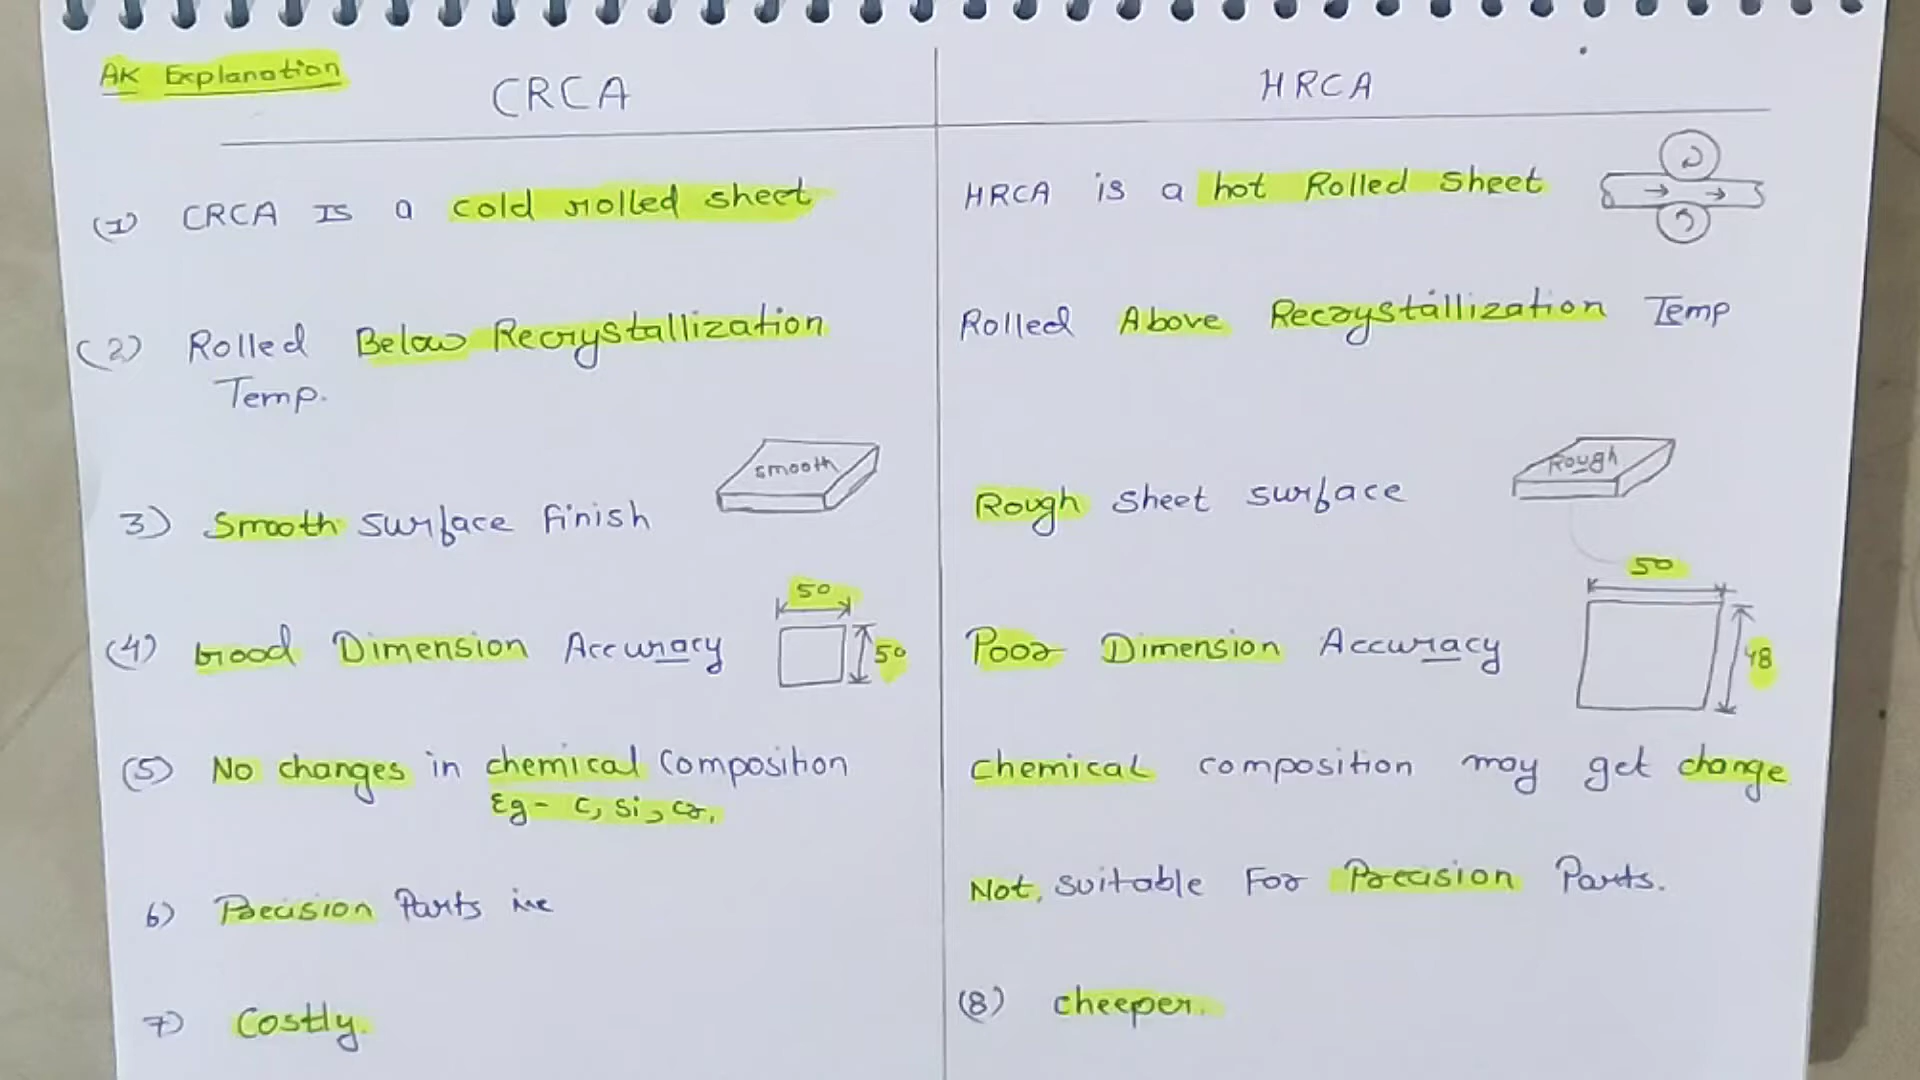 AK Explanation
CRCA
HRCA
(1) CRCA Is a cold rolled sheet
HRCA is a hot Rolled Sheet
(2) Rolled Below Recrystallization
Temp.
Rolled Above Recrystallization Temp
smooth
3) Smooth surface finish
Rough
Rough sheet surface
50
(4) Good Dimension Accuracy
50
50
Poor Dimension Accuracy
48
(5) No changes in chemical composition
Eg - C, Si, Cr,
chemical composition may get change
6) Precision Parts
Not, suitable For Precision Parts.
7) Costly.
(8) cheeper.